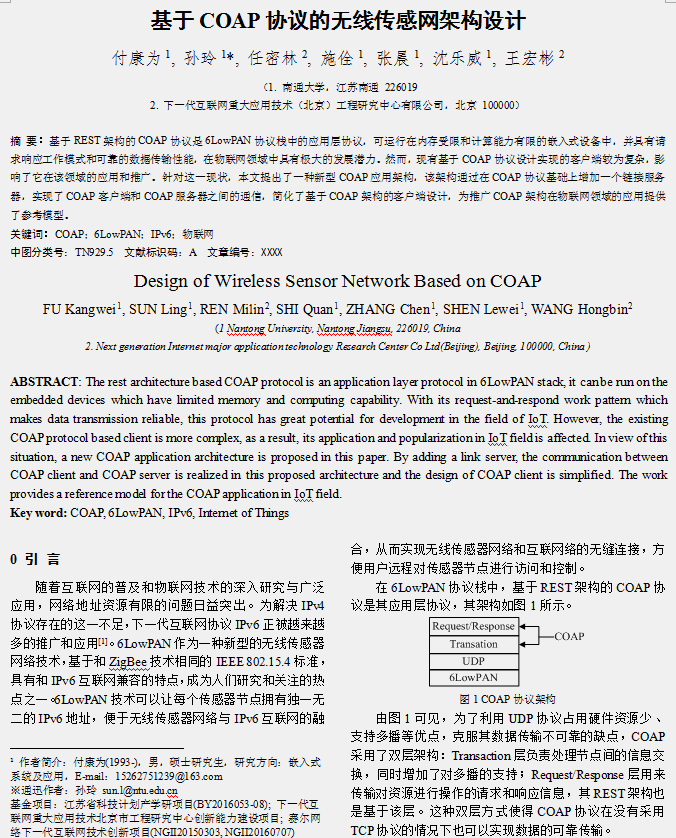 基于 COAP 协议的无线传感网架构设计
付康为 1, 孙玲 1*, 任密林 2, 施佺 1, 张晨 1, 沈乐威 1, 王宏彬 2
(1. 南通大学，江苏南通 226019
2. 下一代互联网重大应用技术（北京）工程研究中心有限公司，北京 100000）
摘 要：基于 REST 架构的 COAP 协议是 6LowPAN 协议栈中的应用层协议，可运行在内存受限和计算能力有限的嵌入式设备中，并具有请
求响应工作模式和可靠的数据传输性能，在物联网领域中具有极大的发展潜力。然而，现有基于 COAP 协议设计实现的客户端较为复杂，影
响了它在该领域的应用和推广。针对这一现状，本文提出了一种新型 COAP 应用架构，该架构通过在 COAP 协议基础上增加一个链接服务
器，实现了 COAP 客户端和 COAP 服务器之间的通信，简化了基于 COAP 架构的客户端设计，为推广 COAP 架构在物联网领域的应用提供
了参考模型。
关键词：COAP；6LowPAN；IPv6；物联网
中图分类号：TN929.5 文献标识码：A 文章编号：XXXX
Design of Wireless Sensor Network Based on COAP
FU Kangwei1, SUN Ling1, REN Milin2, SHI Quan1, ZHANG Chen1, SHEN Lewei1, WANG Hongbin2
(1 Nantong University, Nantong Jiangsu, 226019, China
2. Next generation Internet major application technology Research Center Co Ltd(Beijing), Beijing, 100000, China )
ABSTRACT: The rest architecture based COAP protocol is an application layer protocol in 6LowPAN stack, it can be run on the
embedded devices which have limited memory and computing capability. With its request-and-respond work pattern which
makes data transmission reliable, this protocol has great potential for development in the field of IoT. However, the existing
COAP protocol based client is more complex, as a result, its application and popularization in IoT field is affected. In view of this
situation, a new COAP application architecture is proposed in this paper. By adding a link server, the communication between
COAP client and COAP server is realized in this proposed architecture and the design of COAP client is simplified. The work
provides a reference model for the COAP application in IoT field.
Key word: COAP, 6LowPAN, IPv6, Internet of Things
0 引 言
随着互联网的普及和物联网技术的深入研究与广泛
应用，网络地址资源有限的问题日益突出。为解决 IPv4
协议存在的这一不足，下一代互联网协议 IPv6 正被越来越
多的推广和应用[1]。6LowPAN 作为一种新型的无线传感器
网络技术，基于和 ZigBee 技术相同的 IEEE 802.15.4 标准，
具有和 IPv6 互联网兼容的特点，成为人们研究和关注的热
点之一。6LowPAN 技术可以让每个传感器节点拥有独一无
二的 IPv6 地址，便于无线传感器网络与 IPv6 互联网的融
1 作者简介：付康为(1993-)，男，硕士研究生，研究方向：嵌入式
系统及应用，E-mail：15262751239@163.com
※通迅作者：孙玲 sun.l@ntu.edu.cn
基金项目：江苏省科技计划产学研项目(BY2016053-08)；下一代互
联网重大应用技术北京市工程研究中心创新能力建设项目；赛尔网
络下一代互联网技术创新项目(NGII20150303, NGII20160707)
合，从而实现无线传感器网络和互联网络的无缝连接，方
便用户远程对传感器节点进行访问和控制。
在 6LowPAN 协议栈中，基于 REST 架构的 COAP 协
议是其应用层协议，其架构如图 1 所示。
Request/Response
Transation
COAP
UDP
6LowPAN
图 1 COAP 协议架构
由图 1 可见，为了利用 UDP 协议占用硬件资源少、
支持多播等优点，克服其数据传输不可靠的缺点，COAP
采用了双层架构：Transaction 层负责处理节点间的信息交
换，同时增加了对多播的支持；Request/Response 层用来
传输对资源进行操作的请求和响应信息，其 REST 架构也
是基于该层。这种双层方式使得 COAP 协议在没有采用
TCP 协议的情况下也可以实现数据的可靠传输。